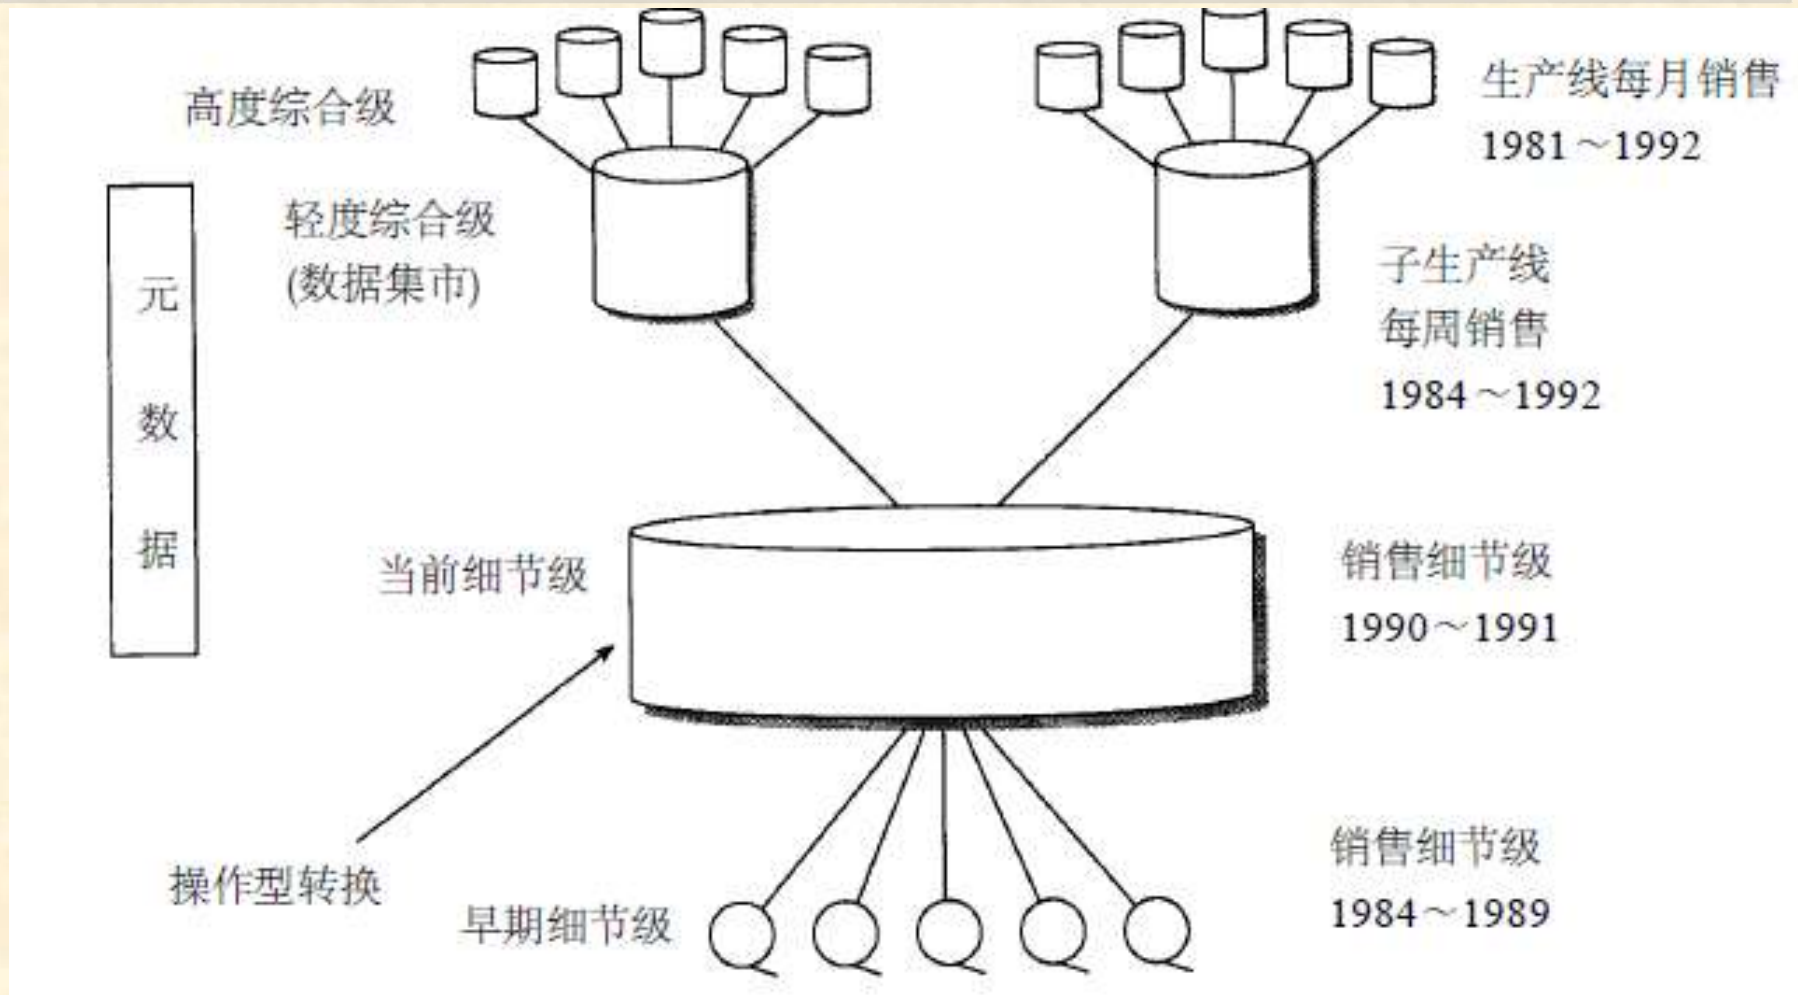 高度综合级
生产线每月销售
1981～1992
轻度综合级
(数据集市)
子生产线
每周销售
1984～1992
元
数
据
当前细节级
销售细节级
1990～1991
操作型转换
早期细节级
销售细节级
1984～1989